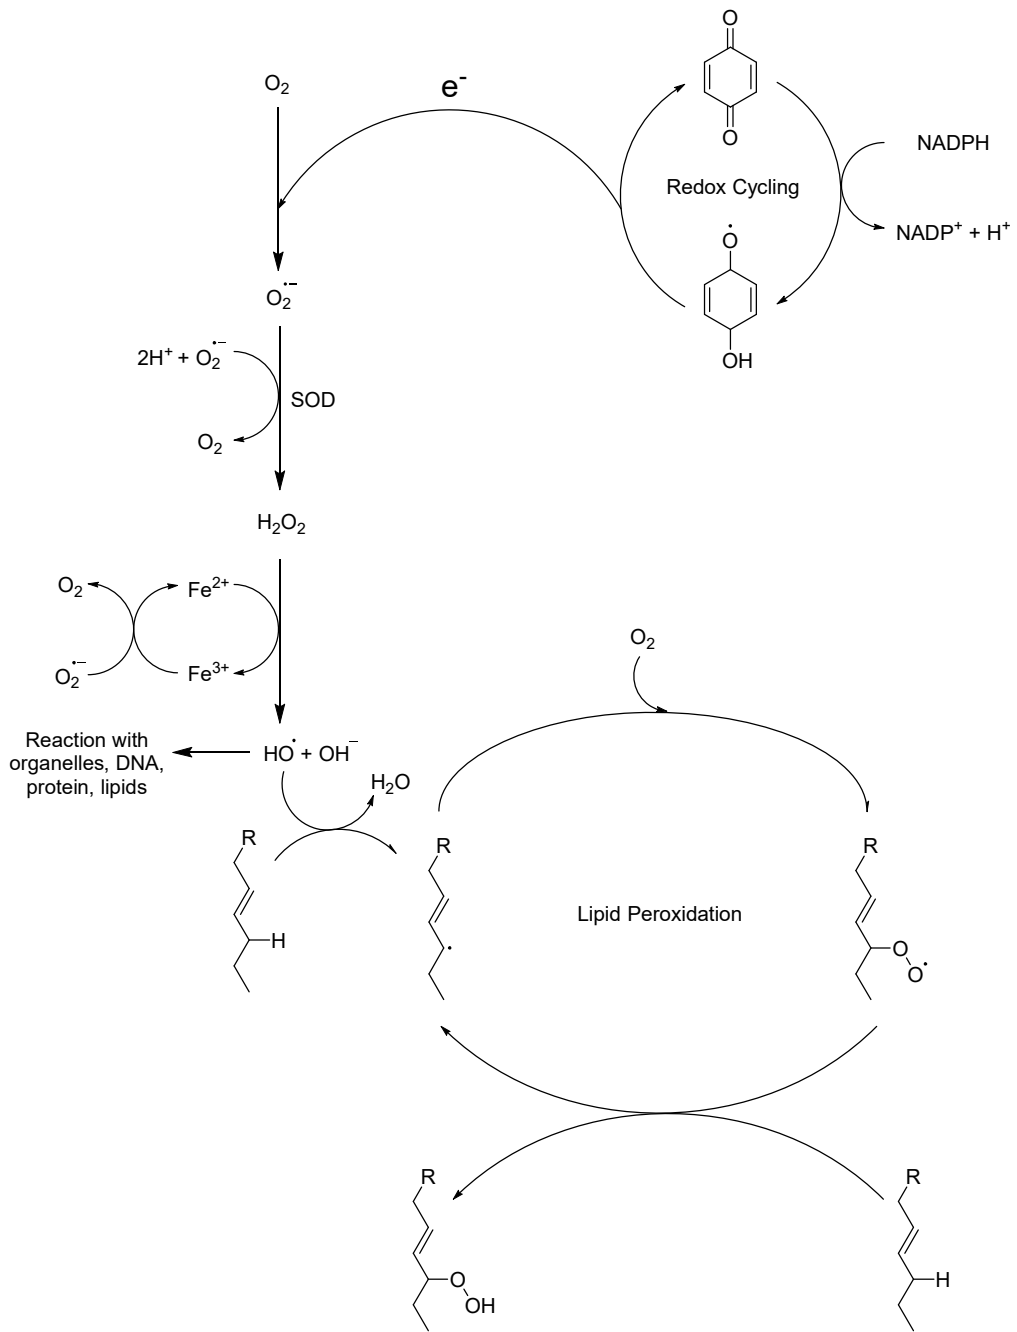 O
O
Redox Cycling
Ȯ
OH
NADPH
NADP⁺ + H⁺
e⁻
O₂
O₂•–
2H⁺ + O₂•–
SOD
O₂
H₂O₂
O₂
Fe²⁺
O₂•–
Fe³⁺
Reaction with
organelles, DNA,
protein, lipids
HO• + OH–
H₂O
R
H
O₂
R
•
Lipid Peroxidation
R
O
O•
R
O
OH
R
H